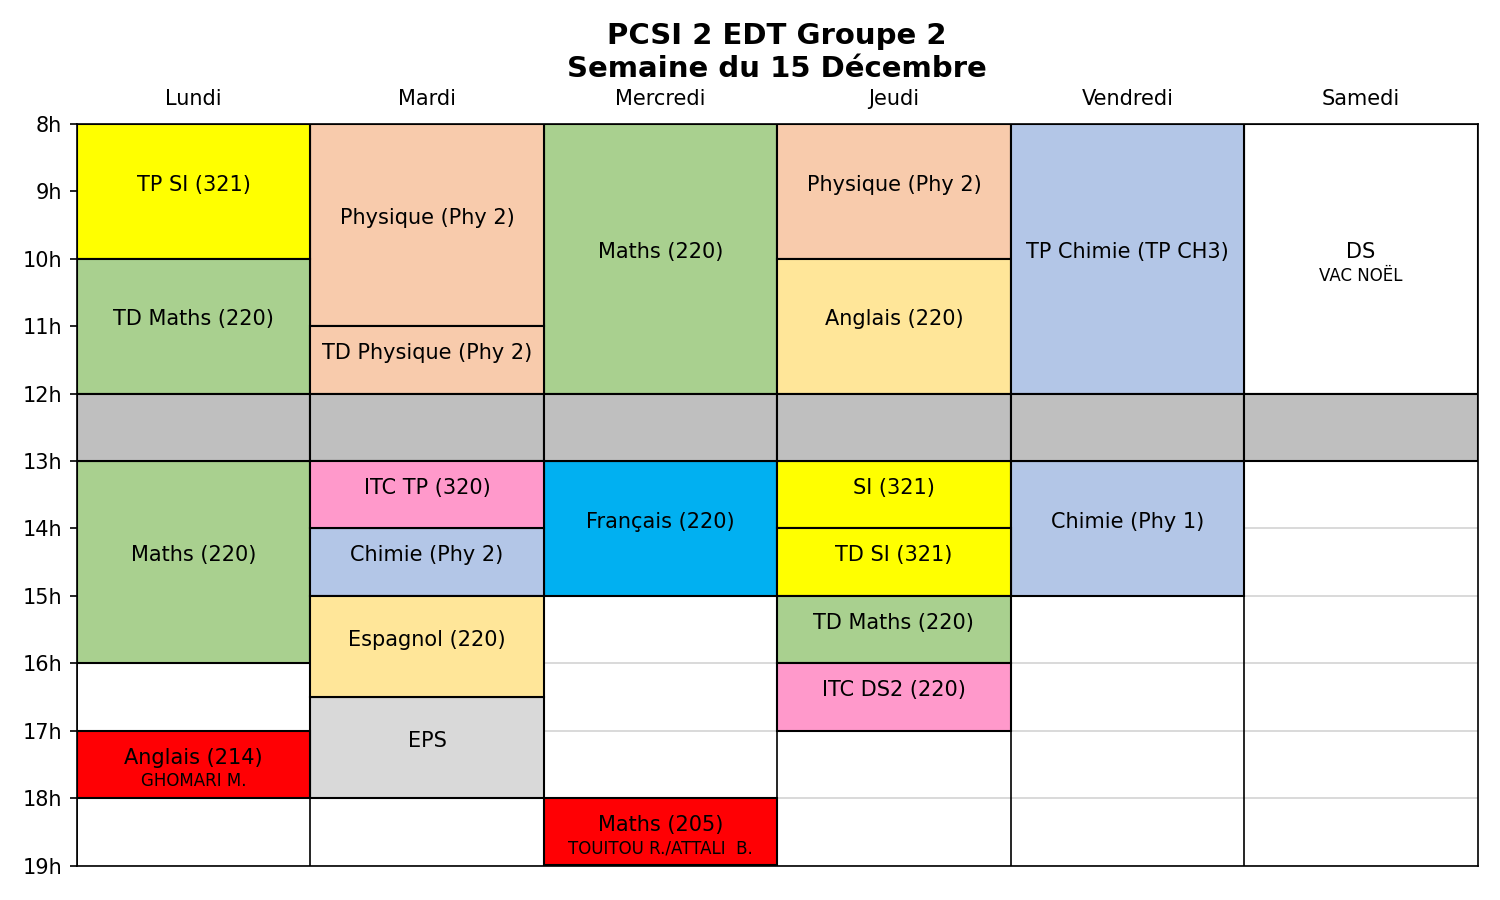 PCSI 2 EDT Groupe 2
Semaine du 15 Décembre
Lundi Mardi Mercredi Jeudi Vendredi Samedi
8h
9h
10h
11h
12h
13h
14h
15h
16h
17h
18h
19h
TP SI (321)
TD Maths (220)
Maths (220)
Anglais (214)
GHOMARI M.
Physique (Phy 2)
TD Physique (Phy 2)
ITC TP (320)
Chimie (Phy 2)
Espagnol (220)
EPS
Maths (220)
Français (220)
Maths (205)
TOUITOU R./ATTALI  B.
Physique (Phy 2)
Anglais (220)
SI (321)
TD SI (321)
TD Maths (220)
ITC DS2 (220)
TP Chimie (TP CH3)
Chimie (Phy 1)
DS
VAC NOËL